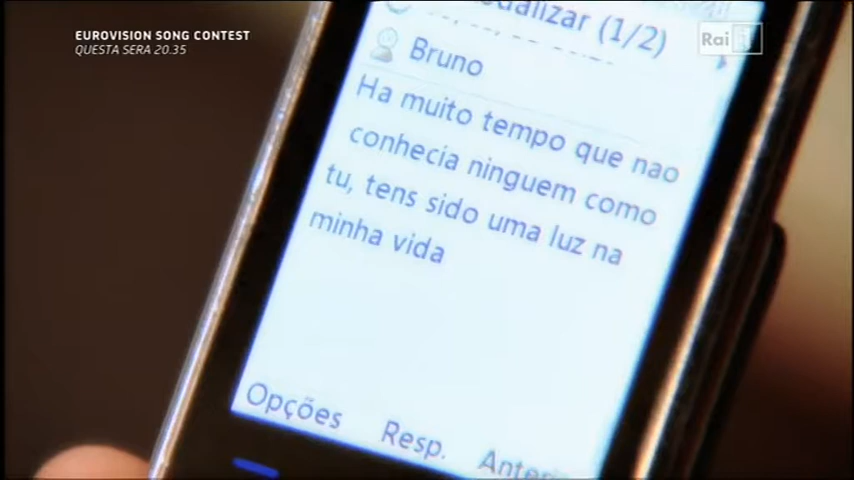 EUROVISION SONG CONTEST
QUESTA SERA 20.35
Rai
(1/2)
Bruno
Ha muito tempo que nao
conhecia ninguem como
tu, tens sido uma luz na
minha vida
Opções Resp.